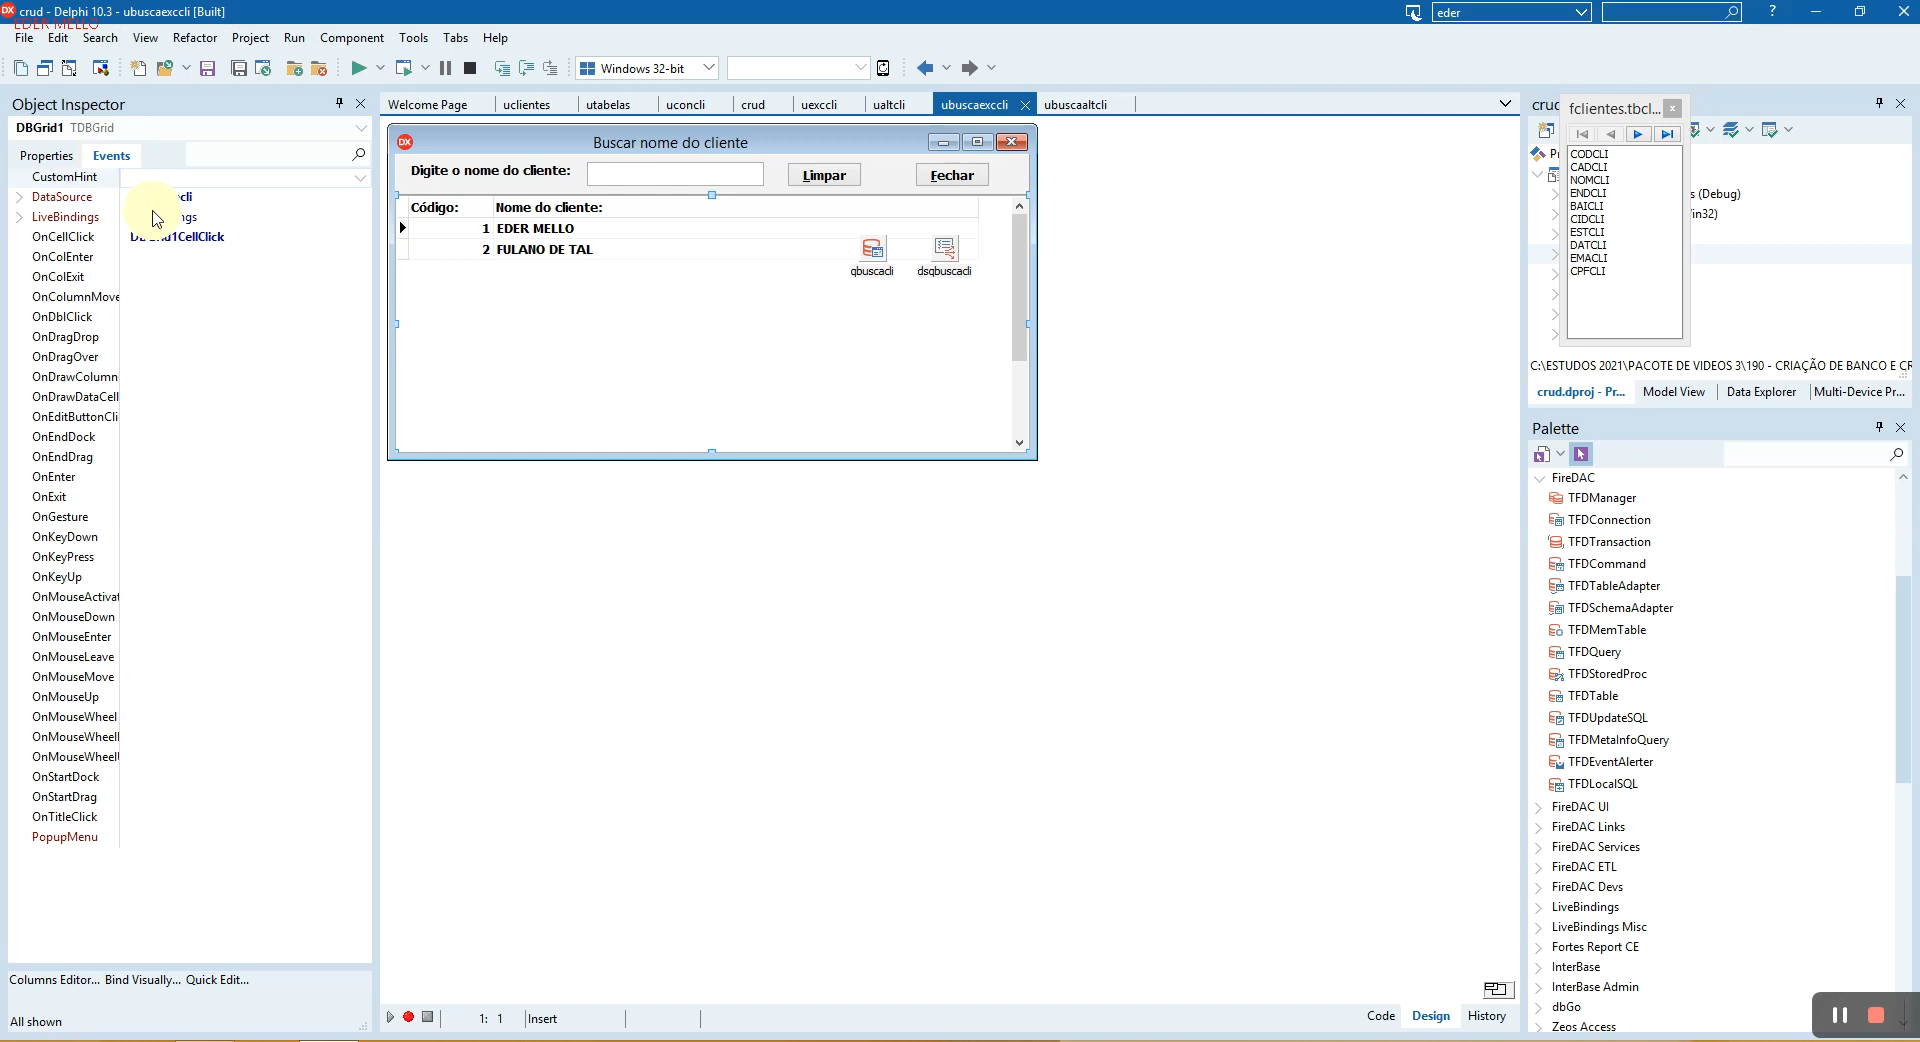 crud - Delphi 10.3 - ubuscaexccli [Built]
eder
EDER MELLO
File Edit Search View Refactor Project Run Component Tools Tabs Help
Windows 32-bit
Object Inspector
DBGrid1 TDBGrid
Properties Events
CustomHint
DataSource
LiveBindings
OnCellClick
OnColEnter
OnColExit
OnColumnMove
OnDblClick
OnDragDrop
OnDragOver
OnDrawColumn
OnDrawDataCell
OnEditButtonCli
OnEndDock
OnEndDrag
OnEnter
OnExit
OnGesture
OnKeyDown
OnKeyPress
OnKeyUp
OnMouseActivat
OnMouseDown
OnMouseEnter
OnMouseLeave
OnMouseMove
OnMouseUp
OnMouseWheel
OnMouseWheell
OnMouseWheell
OnStartDock
OnStartDrag
OnTitleClick
PopupMenu
Columns Editor... Bind Visually... Quick Edit...
All shown
Welcome Page uclientes utabelas uconcli crud uexccli ualtcli ubuscaexccli ubuscaaltcli
Buscar nome do cliente
Digite o nome do cliente: Limpar Fechar
Código: Nome do cliente:
1 EDER MELLO
2 FULANO DE TAL
qbuscacli dsqbuscacli
1: 1 Insert
Code Design History
fclientes.tbcl...
CODCLI
CADCLI
NOMCLI
ENDCLI
BAICLI
CIDCLI
ESTCLI
DATCLI
EMACLI
CPFCLI
s (Debug)
C:\ESTUDOS 2021\PACOTE DE VIDEOS 3\190 - CRIAÇÃO DE BANCO E CR
crud.dproj - Pr... Model View Data Explorer Multi-Device Pr...
Palette
FireDAC
TFDManager
TFDConnection
TFDTransaction
TFDCommand
TFDTableAdapter
TFDSchemaAdapter
TFDMemTable
TFDQuery
TFDStoredProc
TFDTable
TFDUpdateSQL
TFDMetaInfoQuery
TFDEventAlerter
TFDLocalSQL
FireDAC UI
FireDAC Links
FireDAC Services
FireDAC ETL
FireDAC Devs
LiveBindings
LiveBindings Misc
Fortes Report CE
InterBase
InterBase Admin
dbGo
Zeos Access